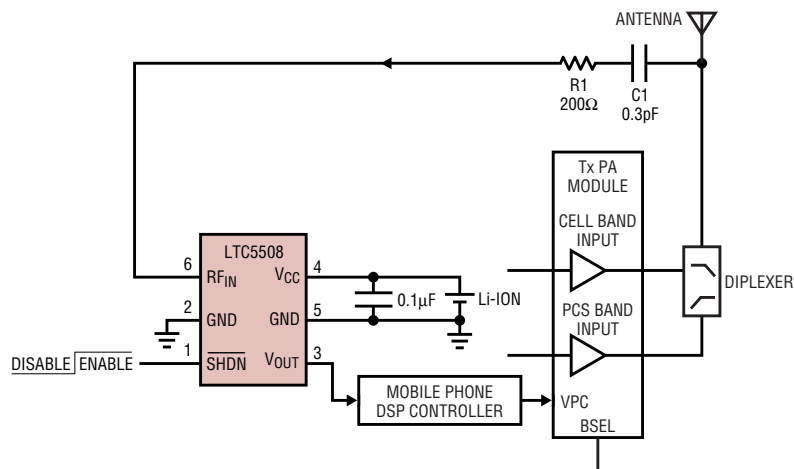 ANTENNA
R1
200Ω
C1
0.3pF
Tx PA
MODULE
CELL BAND
INPUT
DIPLEXER
PCS BAND
INPUT
LTC5508
6
RFIN
VCC
4
2
GND
GND
5
1
SHDN
VOUT
3
0.1µF
Li-ION
DISABLE ENABLE
MOBILE PHONE
DSP CONTROLLER
VPC
BSEL